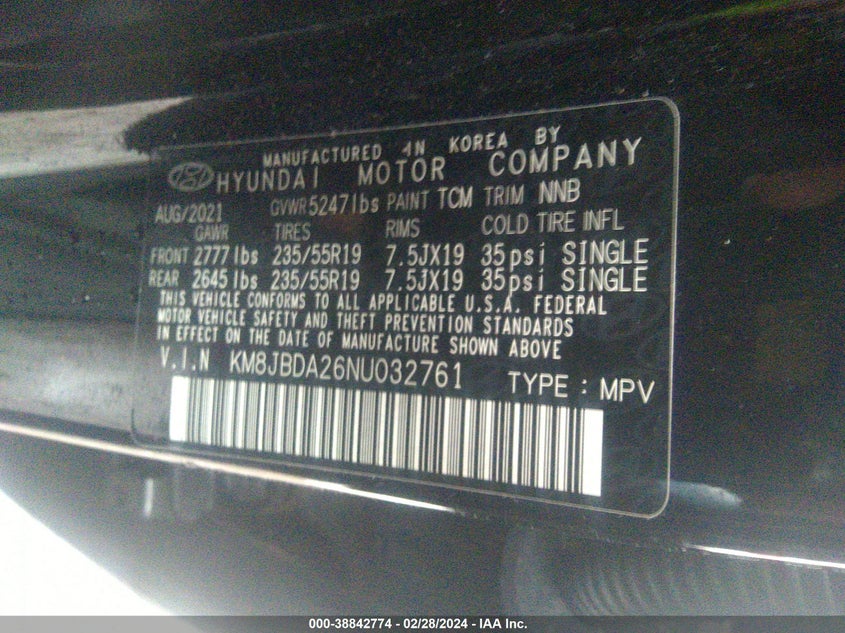 MANUFACTURED IN KOREA BY
HYUNDAI MOTOR COMPANY
AUG/2021 GVWR 5247lbs PAINT TCM TRIM NNB
GAWR TIRES RIMS COLD TIRE INFL
FRONT 2777lbs 235/55R19 7.5JX19 35psi SINGLE
REAR 2645lbs 235/55R19 7.5JX19 35psi SINGLE
THIS VEHICLE CONFORMS TO ALL APPLICABLE U.S.A. FEDERAL
MOTOR VEHICLE SAFETY AND THEFT PREVENTION STANDARDS
IN EFFECT ON THE DATE OF MANUFACTURE SHOWN ABOVE
V.I.N KM8JBDA26NU032761 TYPE : MPV
000-38842774 - 02/28/2024 - IAA Inc.